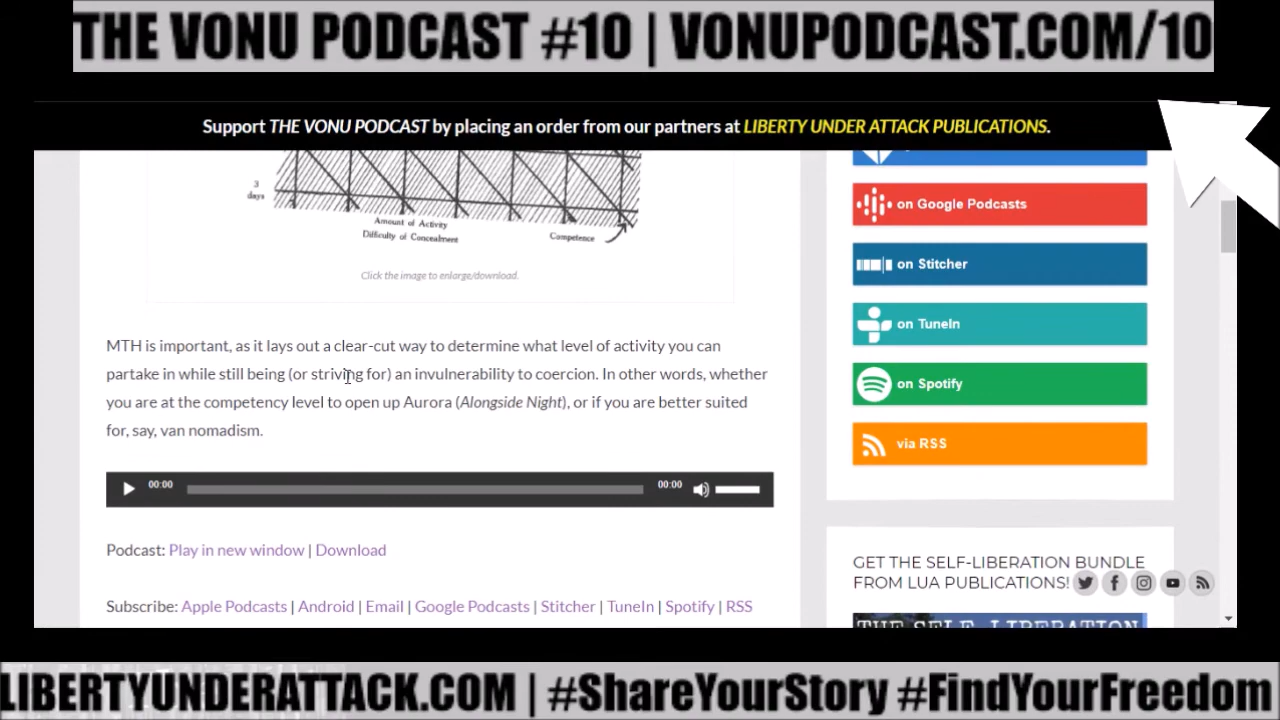 THE VONU PODCAST #10 | VONUPODCAST.COM/10
Support THE VONU PODCAST by placing an order from our partners at LIBERTY UNDER ATTACK PUBLICATIONS.
3
days
Amount of Activity
Difficulty of Concealment
Competence
Click the image to enlarge/download.
MTH is important, as it lays out a clear-cut way to determine what level of activity you can
partake in while still being (or striving for) an invulnerability to coercion. In other words, whether
you are at the competency level to open up Aurora (Alongside Night), or if you are better suited
for, say, van nomadism.
00:00
00:00
Podcast: Play in new window | Download
Subscribe: Apple Podcasts | Android | Email | Google Podcasts | Stitcher | TuneIn | Spotify | RSS
on Google Podcasts
on Stitcher
on TuneIn
on Spotify
via RSS
GET THE SELF-LIBERATION BUNDLE
FROM LUA PUBLICATIONS!
THE SELF-LIBERATION
LIBERTYUNDERATTACK.COM | #ShareYourStory #FindYourFreedom